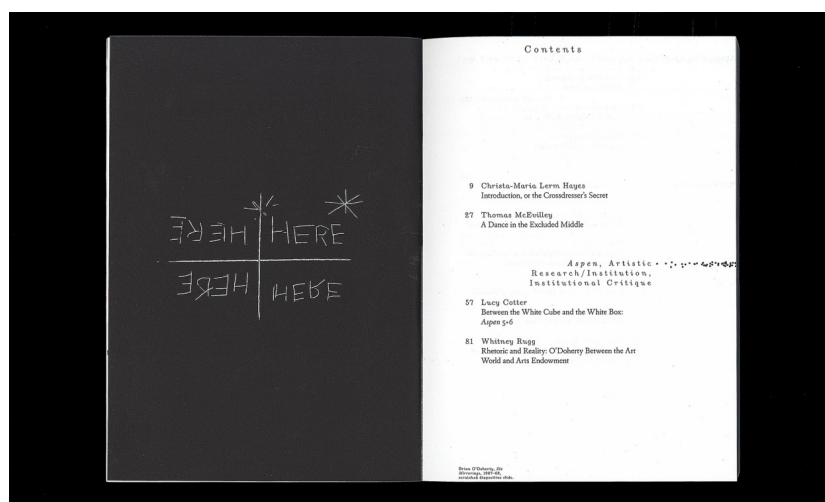 HERE HERE
HERE HERE
Contents
9 Christa-Maria Lerm Hayes
Introduction, or the Crossdresser's Secret
27 Thomas McEvilley
A Dance in the Excluded Middle
Aspen, Artistic
Research/Institution,
Institutional Critique
57 Lucy Cotter
Between the White Cube and the White Box:
Aspen 5+6
81 Whitney Rugg
Rhetoric and Reality: O'Doherty Between the Art
World and Arts Endowment
Brian O'Doherty, Six
Mirrorings, 1967–68,
scratched diapositive slide.